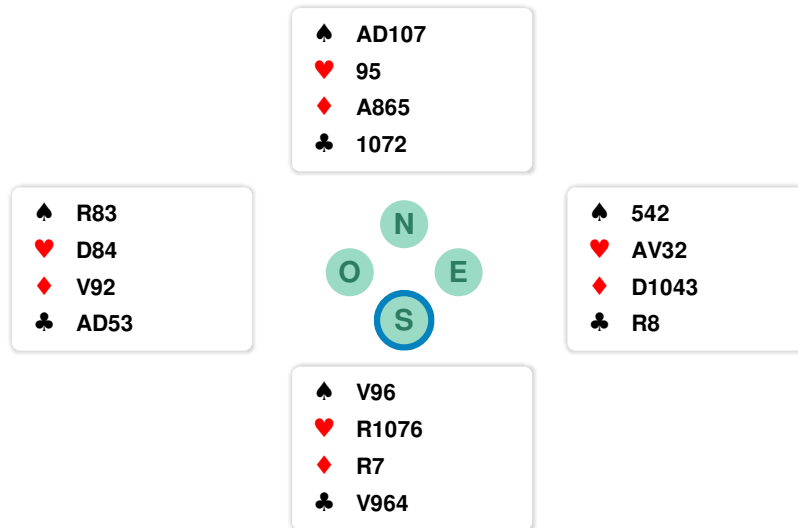 ♠ AD107
♥ 95
♦ A865
♣ 1072
♠ R83
♥ D84
♦ V92
♣ AD53
N
O E
S
♠ 542
♥ AV32
♦ D1043
♣ R8
♠ V96
♥ R1076
♦ R7
♣ V964